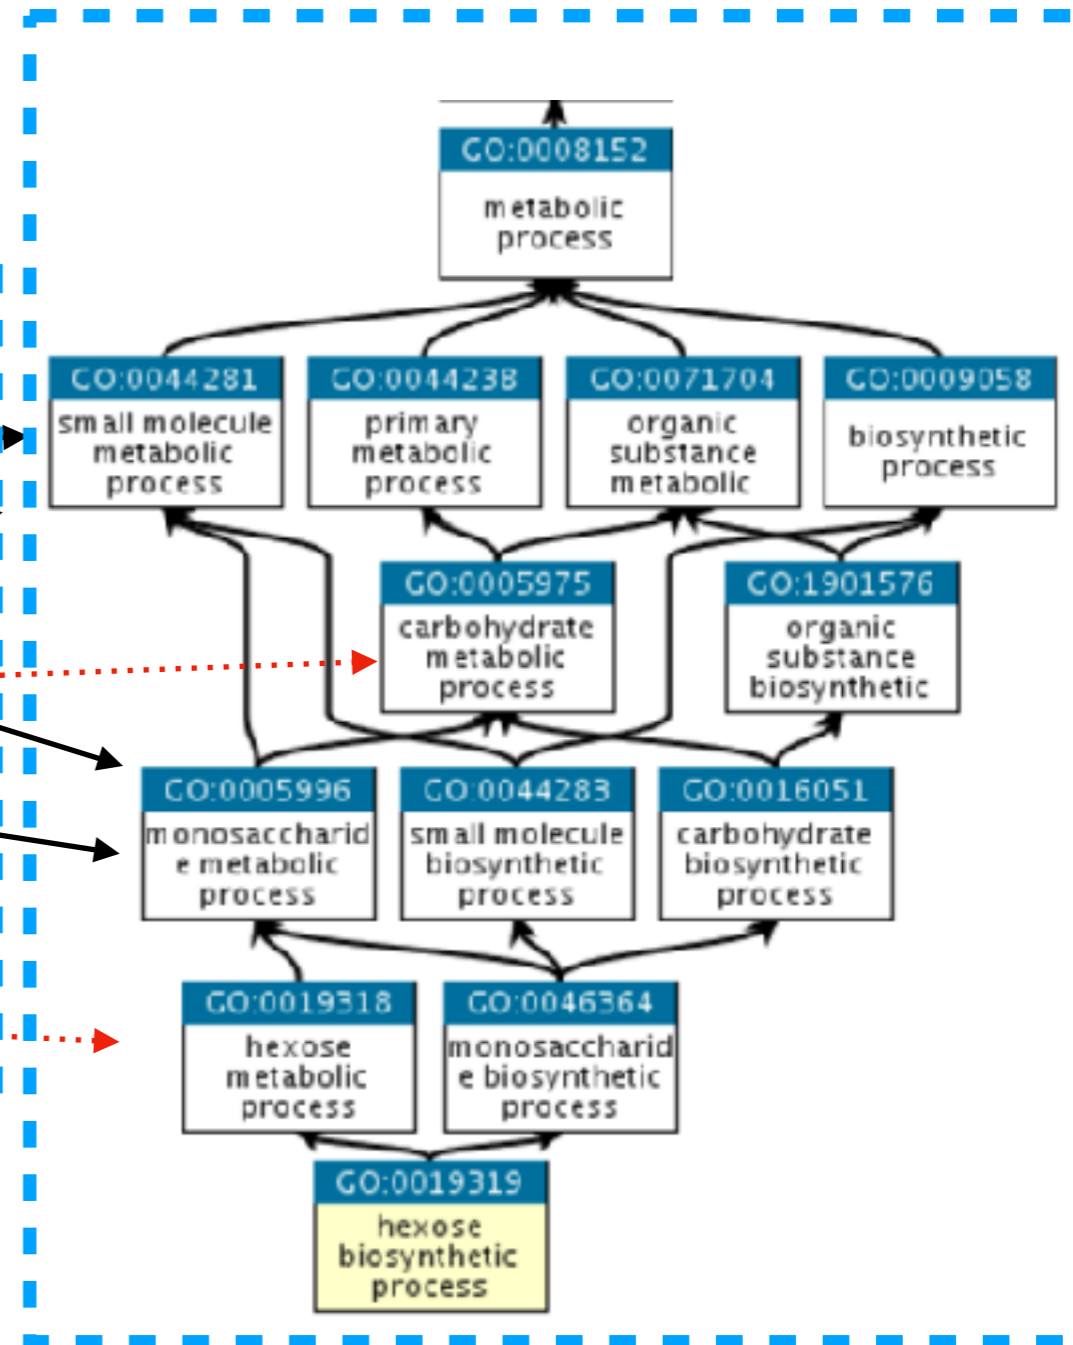 GO:0008152
metabolic
process
GO:0044281
small molecule
metabolic
process
GO:0044238
primary
metabolic
process
GO:0071704
organic
substance
metabolic
GO:0009058
biosynthetic
process
GO:0005975
carbohydrate
metabolic
process
GO:1901576
organic
substance
biosynthetic
GO:0005996
monosaccharid
e metabolic
process
GO:0044283
small molecule
biosynthetic
process
GO:0016051
carbohydrate
biosynthetic
process
GO:0019318
hexose
metabolic
process
GO:0046364
monosaccharid
e biosynthetic
process
GO:0019319
hexose
biosynthetic
process